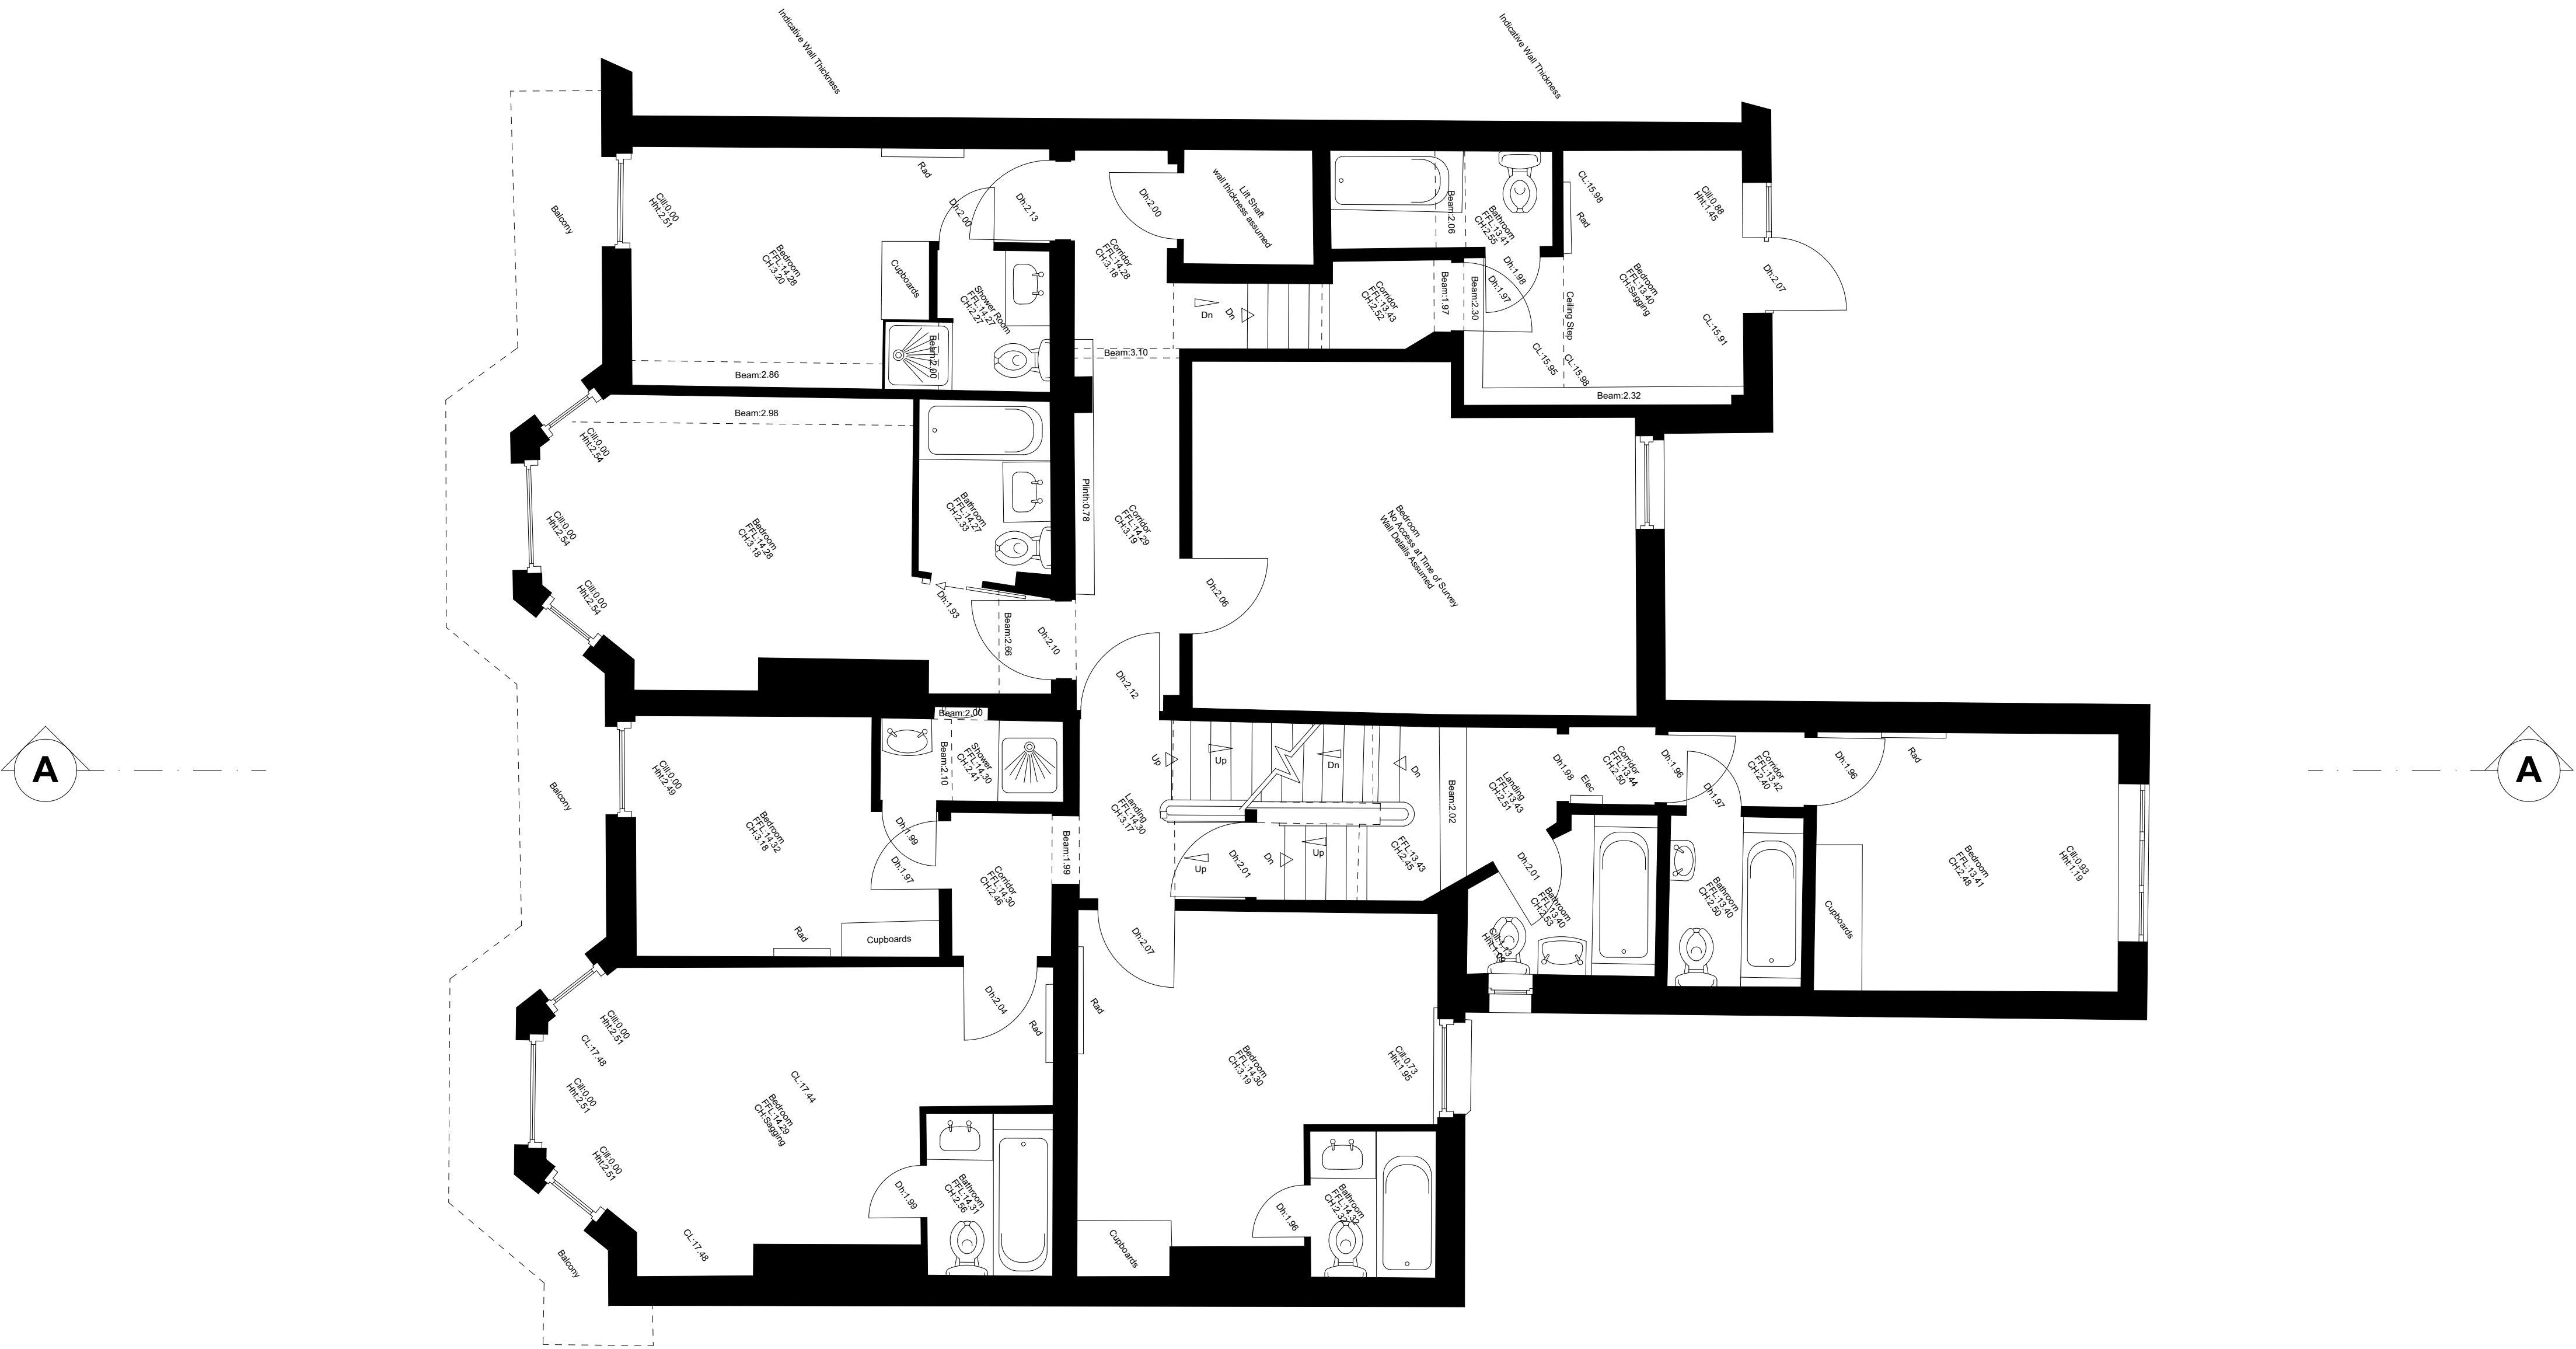 Indicative Wall Thickness
Indicative Wall Thickness
Rad
Dh:2.00
Dh:2.13
Dh:2.00
Lift Shaft
wall thickness assumed
Beam:2.06
Bathroom
FFL:13.41
CH:2.55
CL:15.98
Rad
Cill:0.88
Hht:1.45
Balcony
Cill:0.00
Hht:2.51
Bedroom
FFL:14.28
CH:3.20
Cupboards
Shower Room
FFL:14.27
CH:2.27
Corridor
FFL:14.28
CH:3.18
Dn
Dn
Corridor
FFL:13.43
CH:2.52
Beam:1.97
Beam:2.30
Dh:1.97
Dh:1.98
Ceiling Step
Bedroom
FFL:13.40
CH:Sagging
Dh:2.07
CL:15.91
CL:15.95
CL:15.98
Beam:2.32
Beam:2.00
Beam:2.86
Beam:3.10
Beam:2.98
Cill:0.00
Hht:2.54
Cill:0.00
Hht:2.54
Cill:0.00
Hht:2.54
Bedroom
FFL:14.28
CH:3.18
Bathroom
FFL:14.27
CH:2.33
Plinth:0.78
Corridor
FFL:14.29
CH:3.19
Bedroom
No Access at Time of Survey
Wall Details Assumed
Dh:1.93
Beam:2.66
Dh:2.10
Dh:2.06
Dh:2.12
A
A
Balcony
Cill:0.00
Hht:2.49
Bedroom
FFL:14.32
CH:3.18
Beam:2.00
Beam:2.10
Shower
FFL:14.30
CH:2.41
Dh:1.99
Dh:1.97
Corridor
FFL:14.30
CH:2.46
Beam:1.99
Landing
FFL:14.30
CH:3.17
Up
Up
Dn
Dn
Up
Dh:2.01
Dn
Up
FFL:13.43
CH:2.45
Beam:2.02
Landing
FFL:13.43
CH:2.51
Dh1.98
Elec
Corridor
FFL:13.44
CH:2.50
Dh:1.96
Dh1.97
Corridor
FFL:13.42
CH:2.40
Dh:1.96
Rad
Dh:2.01
Bathroom
FFL:13.40
CH:2.53
Cill:1.13
Hht:1.09
Bathroom
FFL:13.40
CH:2.50
Cupboards
Bedroom
FFL:13.41
CH:2.48
Cill:0.93
Hht:1.19
Rad
Cupboards
Dh:2.04
Rad
Rad
Dh:2.07
Cill:0.00
Hht:2.51
CL:17.48
Cill:0.00
Hht:2.51
Cill:0.00
Hht:2.51
CL:17.44
Bedroom
FFL:14.29
CH:Sagging
CL:17.48
Balcony
Dh:1.99
Bathroom
FFL:14.31
CH:2.56
Bedroom
FFL:14.30
CH:3.19
Cill:0.73
Hht:1.95
Cupboards
Dh:1.96
Bathroom
FFL:14.32
CH:2.32